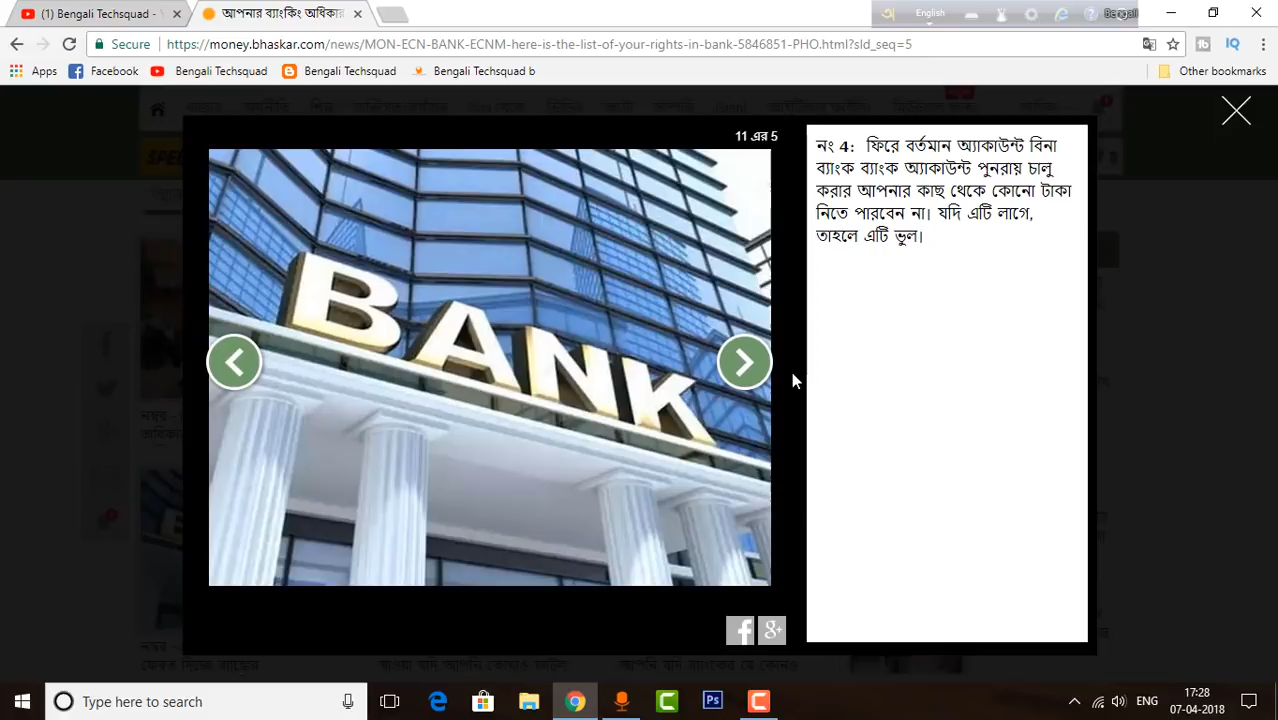 (1) Bengali Techsquad -
আপনার ব্যাংকিং অধিকার
English
Bengali
Secure
https://money.bhaskar.com/news/MON-ECN-BANK-ECNM-here-is-the-list-of-your-rights-in-bank-5846851-PHO.html?sld_seq=5
Apps
Facebook
Bengali Techsquad
Bengali Techsquad
Bengali Techsquad b
Other bookmarks
11 এর 5
নং 4: ফিরে বর্তমান অ্যাকাউন্ট বিনা
ব্যাংক ব্যাংক অ্যাকাউন্ট পুনরায় চালু
করার আপনার কাছ থেকে কোনো টাকা
নিতে পারবেন না। যদি এটি লাগে,
তাহলে এটি ভুল।
BANK
Type here to search
ENG
17:28
07-04-2018